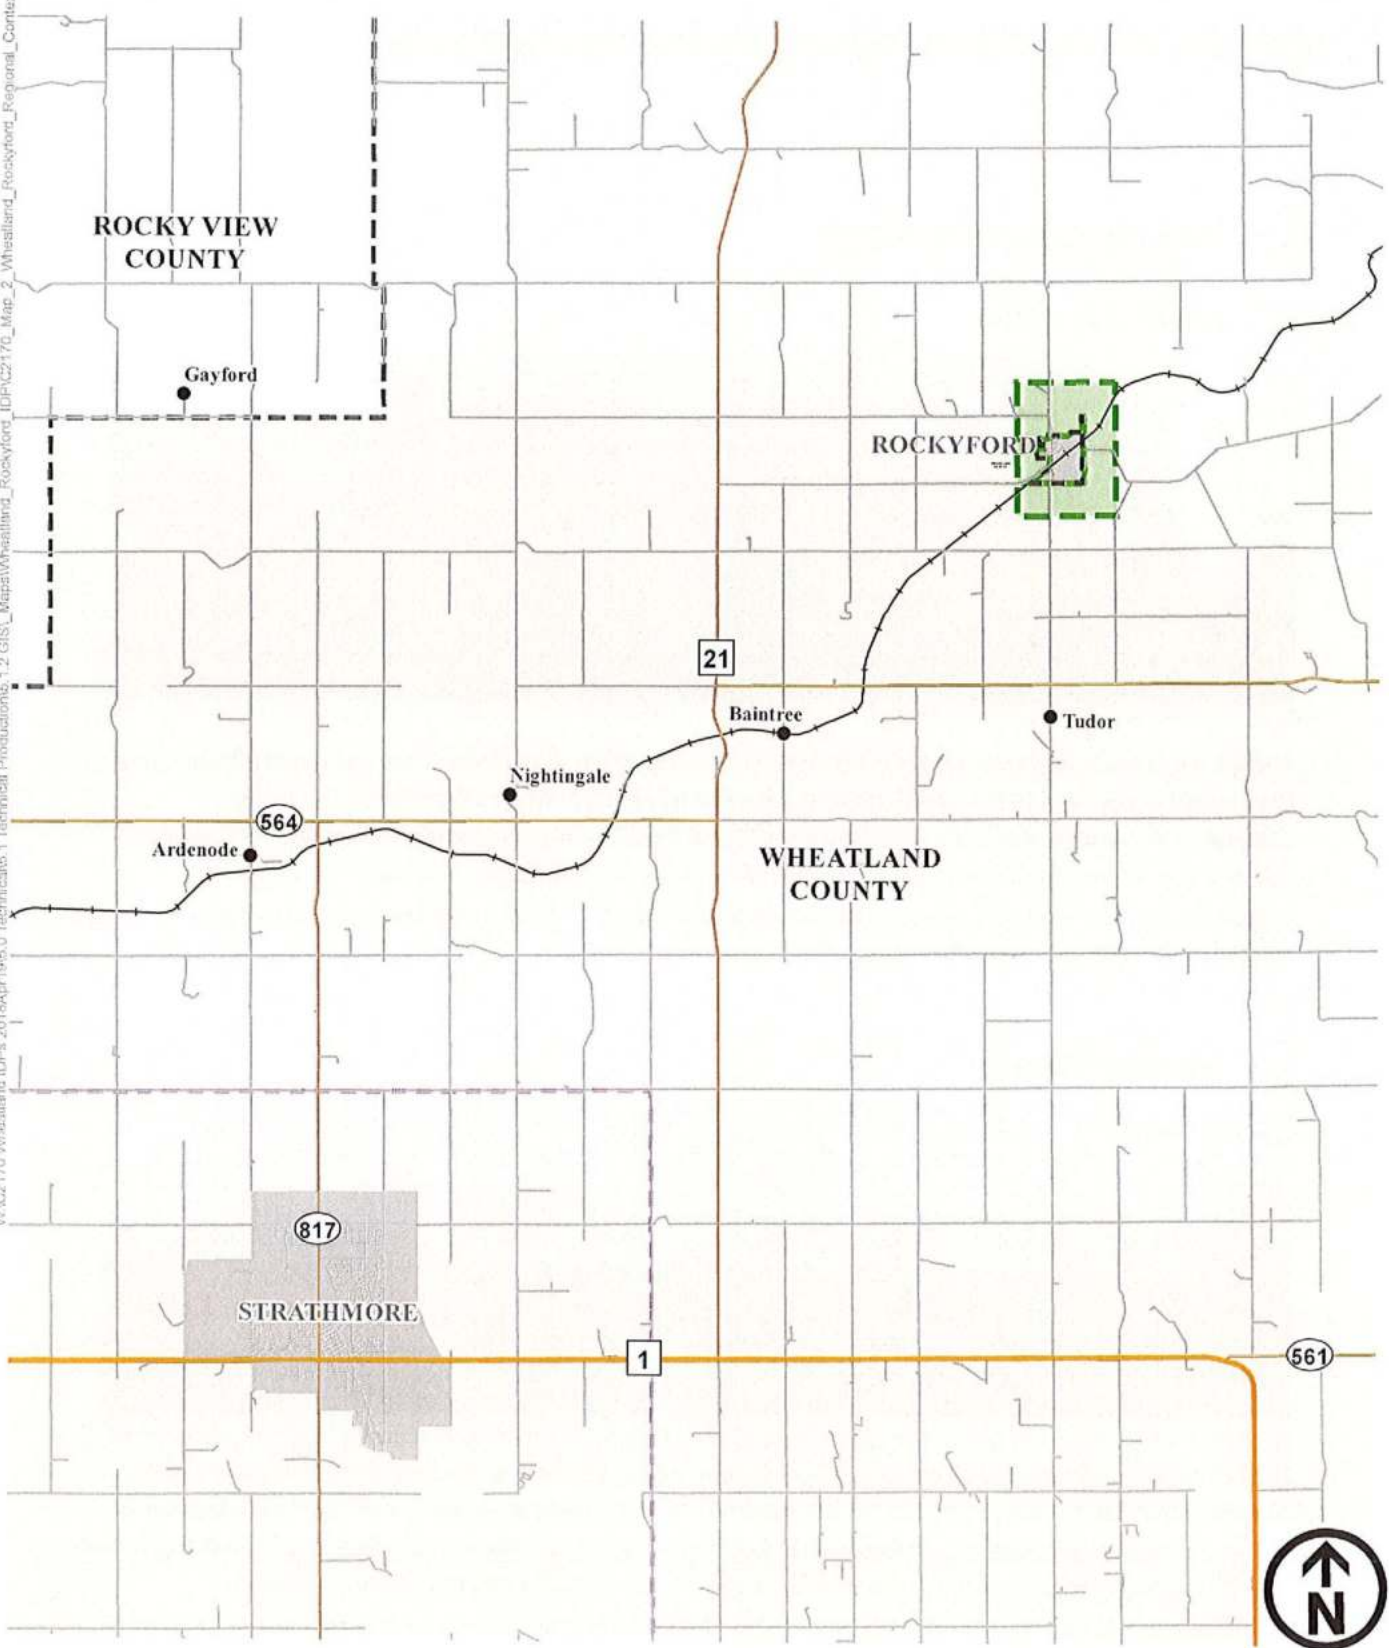 ROCKY VIEW
COUNTY
Gayford
ROCKYFORD
21
Baintree
Tudor
Nightingale
564
Ardenode
WHEATLAND
COUNTY
817
STRATHMORE
1
561
N